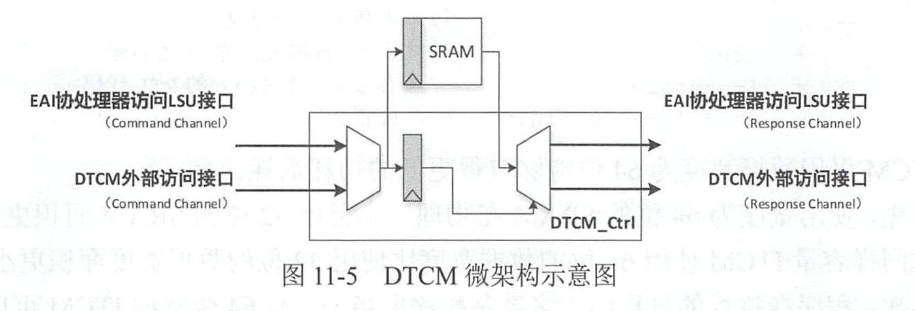 SRAM
EAI协处理器访问LSU接口
(Command Channel)
DTCM外部访问接口
(Command Channel)
EAI协处理器访问LSU接口
(Response Channel)
DTCM外部访问接口
(Response Channel)
DTCM_Ctrl
图 11-5 DTCM 微架构示意图